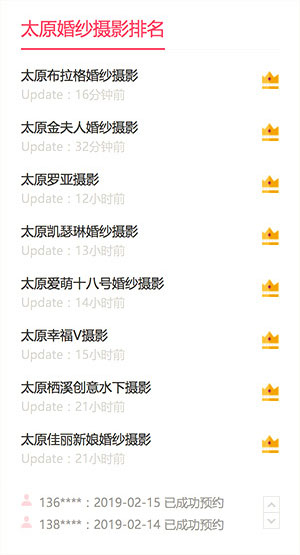 太原婚纱摄影排名
太原布拉格婚纱摄影
Update：16分钟前
太原金夫人婚纱摄影
Update：32分钟前
太原罗亚摄影
Update：12小时前
太原凯瑟琳婚纱摄影
Update：13小时前
太原爱萌十八号婚纱摄影
Update：14小时前
太原幸福V摄影
Update：15小时前
太原栖溪创意水下摄影
Update：21小时前
太原佳丽新娘婚纱摄影
Update：21小时前
136****：2019-02-15 已成功预约
138****：2019-02-14 已成功预约